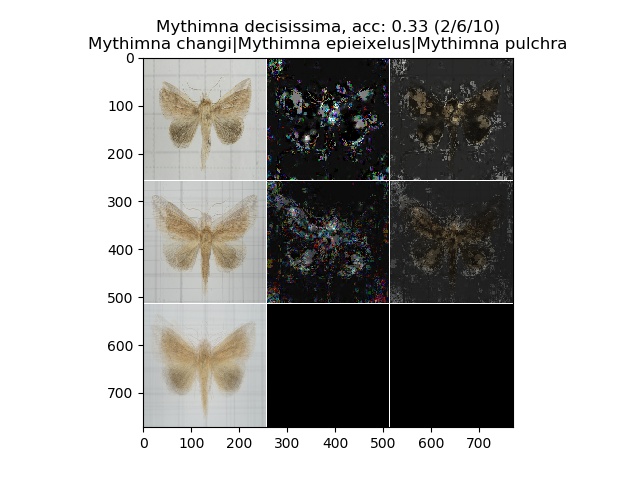 Mythimna decisissima, acc: 0.33 (2/6/10)
Mythimna changi|Mythimna epieixelus|Mythimna pulchra
0
100
200
300
400
500
600
700
0 100 200 300 400 500 600 700